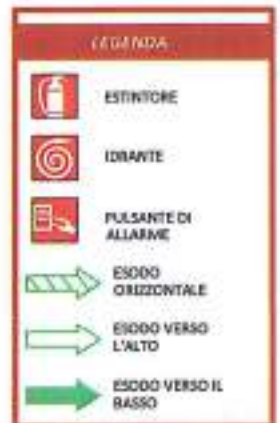 LEGENDA
ESTINTORE
IDRANTE
PULSANTE DI
ALLARME
ESODO
ORIZZONTALE
ESODO VERSO
L'ALTO
ESODO VERSO IL
BASSO